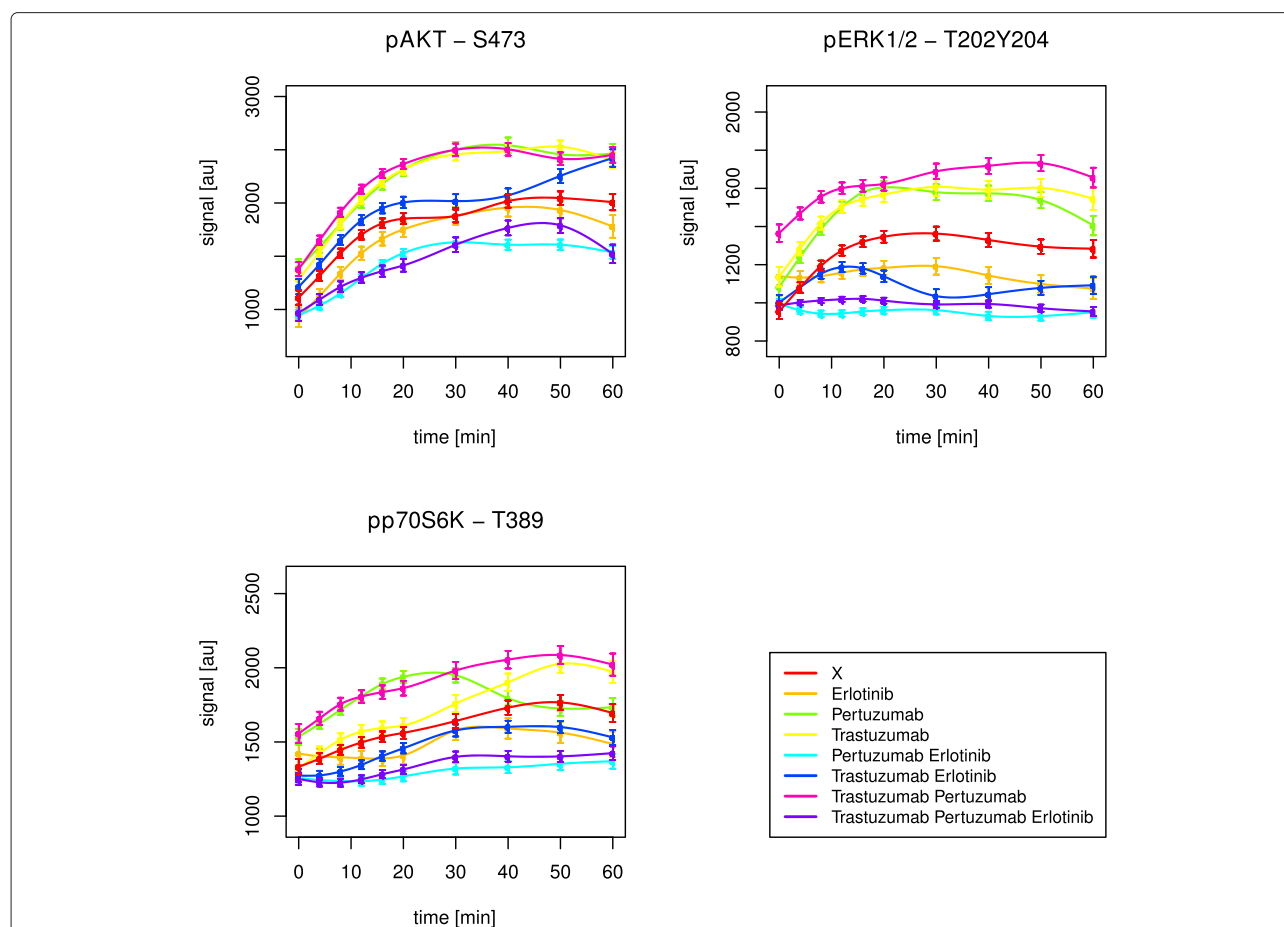 pAKT − S473
signal [au]
3000
2000
1000
0 10 20 30 40 50 60
time [min]
pERK1/2 − T202Y204
signal [au]
2000
1600
1200
800
0 10 20 30 40 50 60
time [min]
pp70S6K − T389
signal [au]
2500
2000
1500
1000
0 10 20 30 40 50 60
time [min]
X
Erlotinib
Pertuzumab
Trastuzumab
Pertuzumab Erlotinib
Trastuzumab Erlotinib
Trastuzumab Pertuzumab
Trastuzumab Pertuzumab Erlotinib